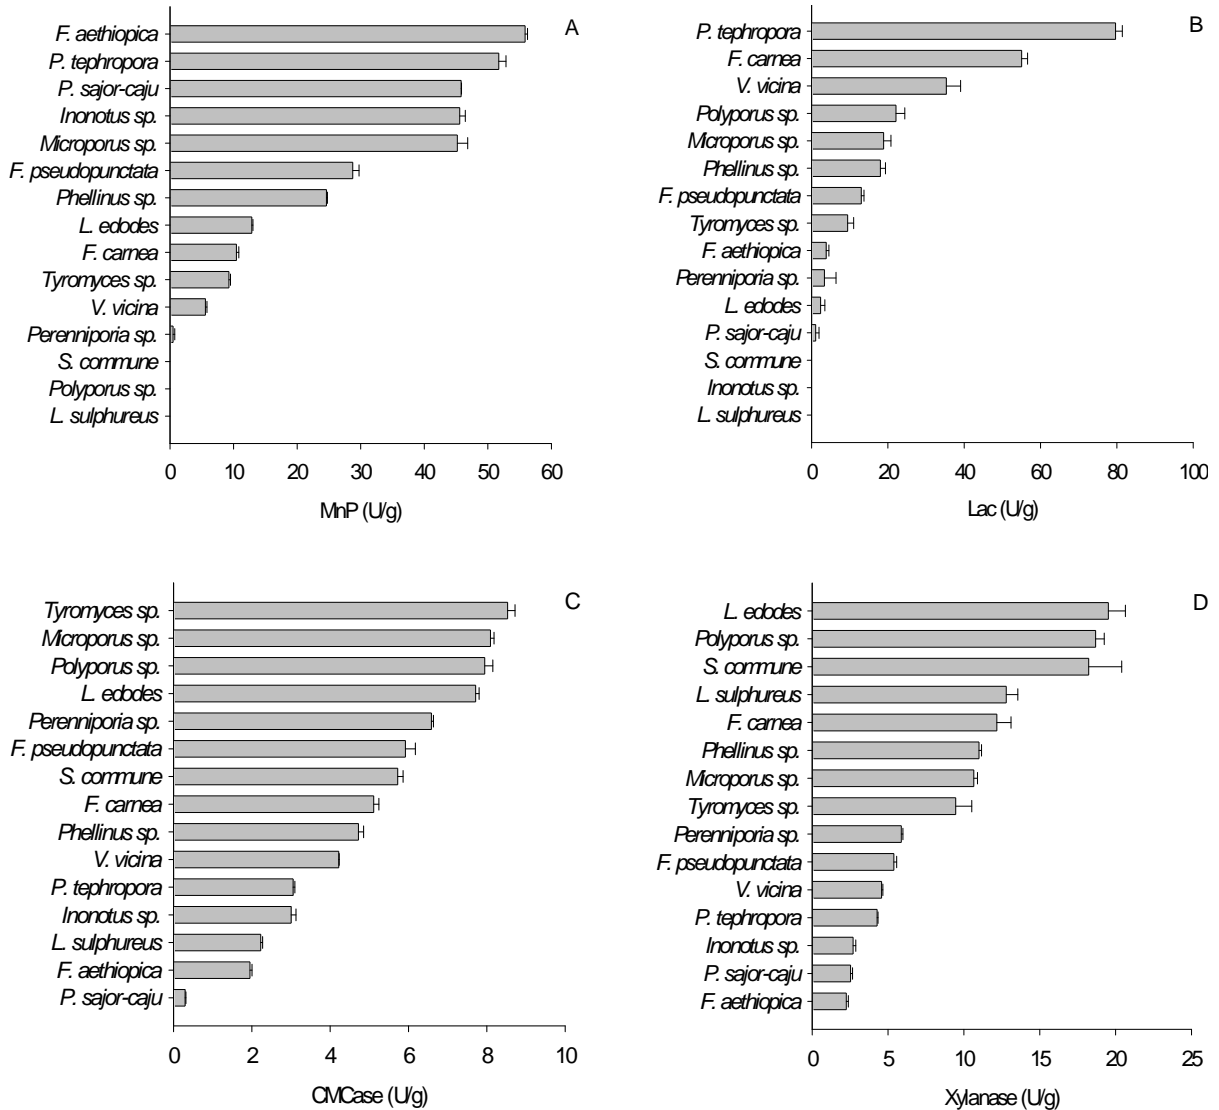 A
F. aethiopica
P. tephropora
P. sajor-caju
Inonotus sp.
Microporus sp.
F. pseudopunctata
Phellinus sp.
L. edodes
F. carnea
Tyromyces sp.
V. vicina
Perenniporia sp.
S. commune
Polyporus sp.
L. sulphureus
0 10 20 30 40 50 60
MnP (U/g)
B
P. tephropora
F. carnea
V. vicina
Polyporus sp.
Microporus sp.
Phellinus sp.
F. pseudopunctata
Tyromyces sp.
F. aethiopica
Perenniporia sp.
L. edodes
P. sajor-caju
S. commune
Inonotus sp.
L. sulphureus
0 20 40 60 80 100
Lac (U/g)
C
Tyromyces sp.
Microporus sp.
Polyporus sp.
L. edodes
Perenniporia sp.
F. pseudopunctata
S. commune
F. carnea
Phellinus sp.
V. vicina
P. tephropora
Inonotus sp.
L. sulphureus
F. aethiopica
P. sajor-caju
0 2 4 6 8 10
CMCase (U/g)
D
L. edodes
Polyporus sp.
S. commune
L. sulphureus
F. carnea
Phellinus sp.
Microporus sp.
Tyromyces sp.
Perenniporia sp.
F. pseudopunctata
V. vicina
P. tephropora
Inonotus sp.
P. sajor-caju
F. aethiopica
0 5 10 15 20 25
Xylanase (U/g)